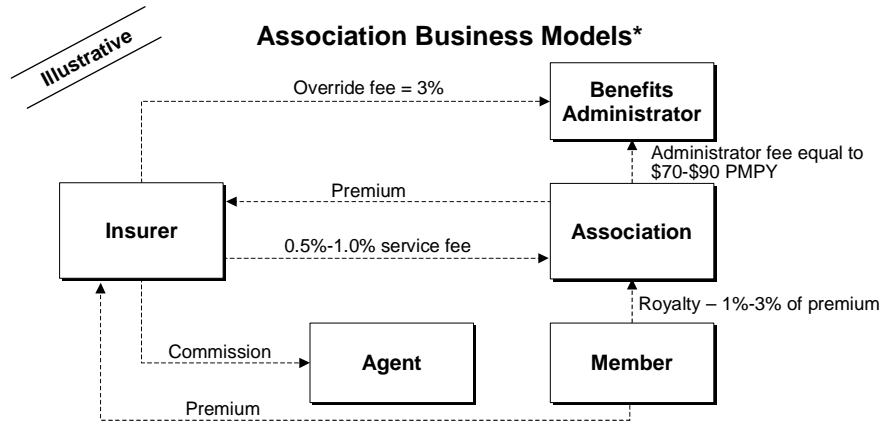 Illustrative
Association Business Models*
Override fee = 3%
Benefits
Administrator
Administrator fee equal to
$70-$90 PMPY
Premium
Insurer
Association
0.5%-1.0% service fee
Royalty – 1%-3% of premium
Commission
Agent
Member
Premium